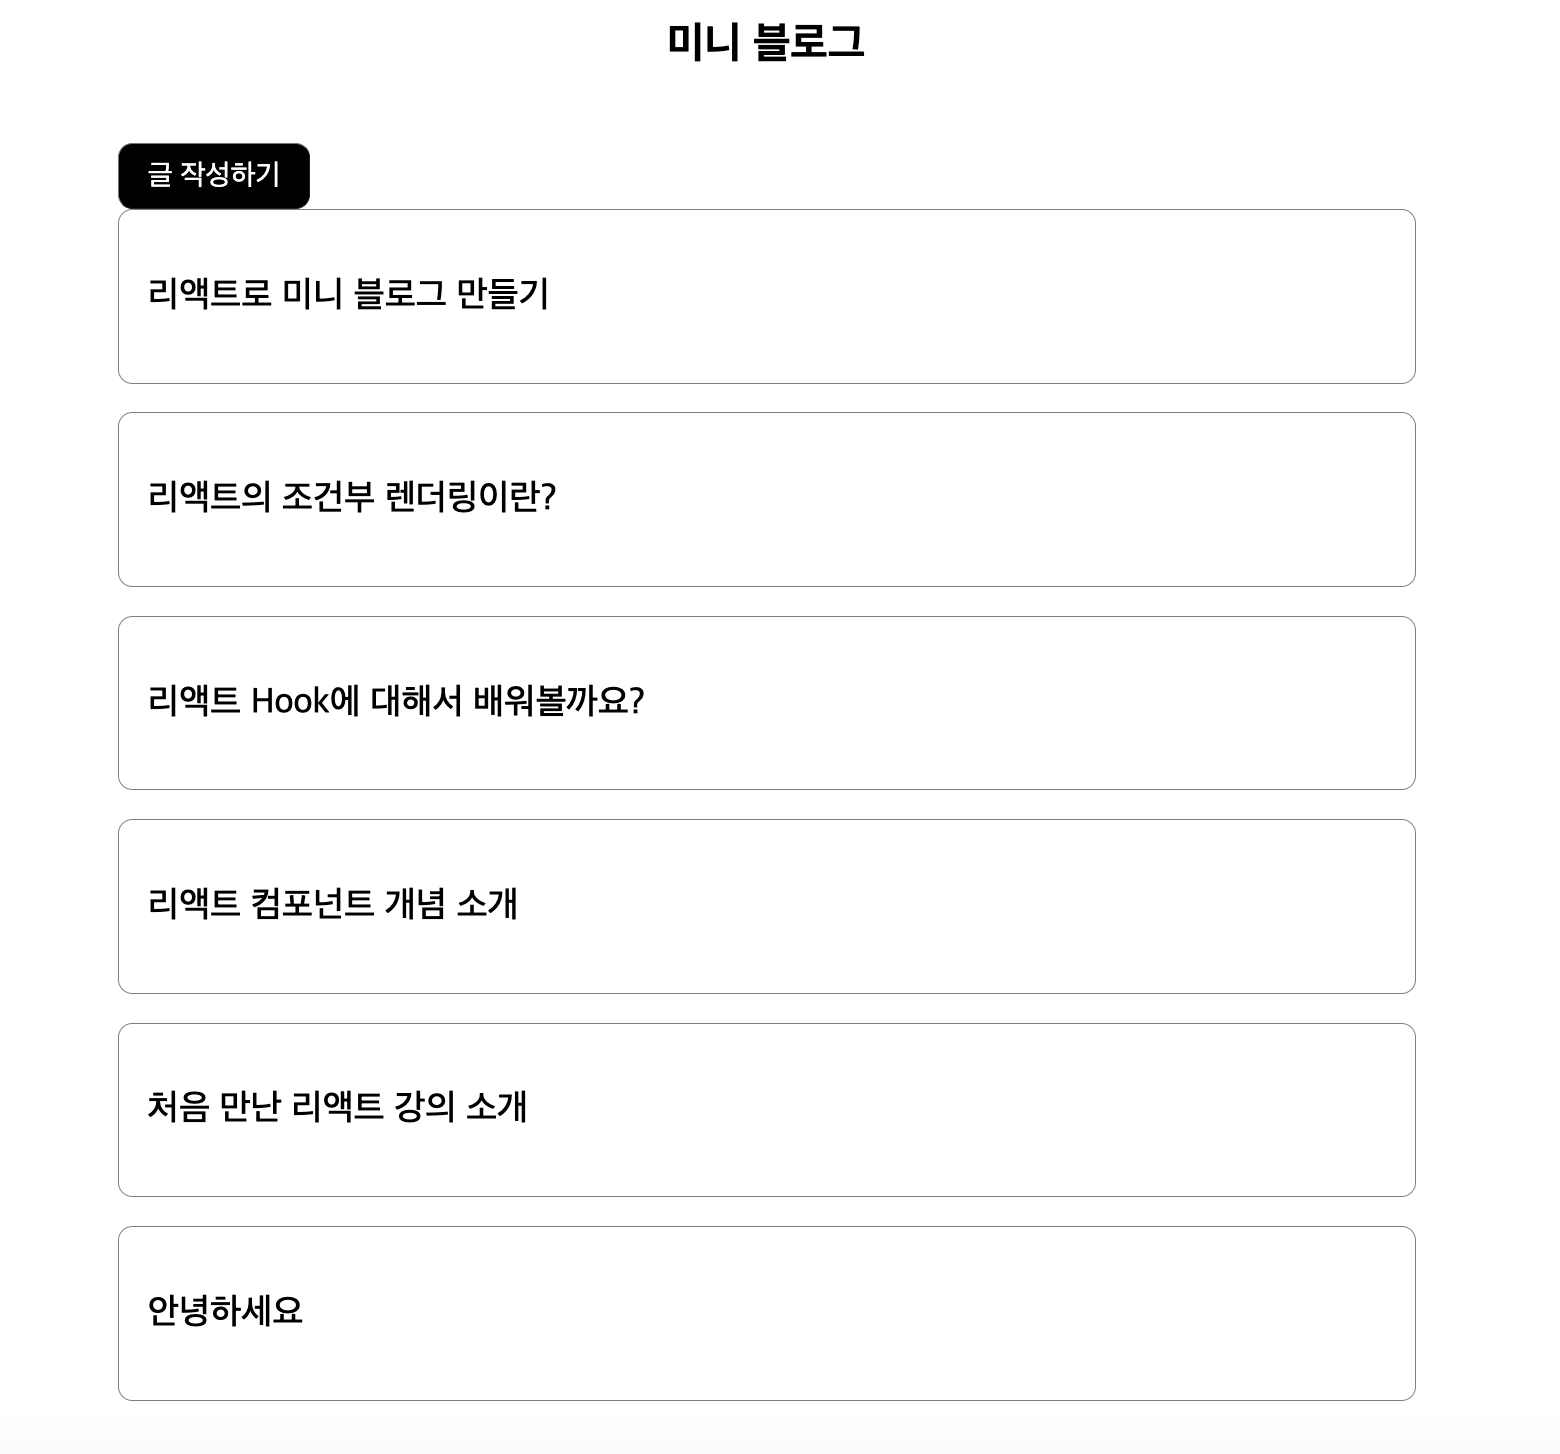 미니 블로그
글 작성하기
리액트로 미니 블로그 만들기
리액트의 조건부 렌더링이란?
리액트 Hook에 대해서 배워볼까요?
리액트 컴포넌트 개념 소개
처음 만난 리액트 강의 소개
안녕하세요